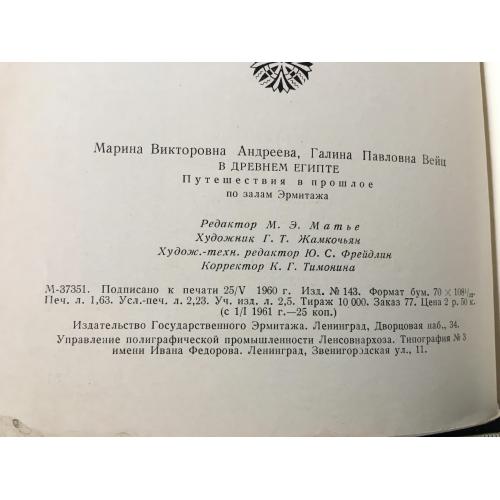 Марина Викторовна Андреева, Галина Павловна Вейц
В ДРЕВНЕМ ЕГИПТЕ
Путешествия в прошлое
по залам Эрмитажа
Редактор М. Э. Матье
Художник Г. Т. Жамкочьян
Худож.-техн. редактор Ю. С. Фрейдлин
Корректор К. Г. Тимонина
М-37351. Подписано к печати 25/V 1960 г. Изд. №143. Формат бум. 70 × 108¹/₃₂.
Печ. л. 1,63. Усл.-печ. л. 2,23. Уч. изд. л. 2,5. Тираж 10 000. Заказ 77. Цена 2 р. 50 к.
(с 1/I 1961 г.—25 коп.)
Издательство Государственного Эрмитажа. Ленинград, Дворцовая наб., 34.
Управление полиграфической промышленности Ленсовнархоза. Типография № 3
имени Ивана Федорова. Ленинград, Звенигородская ул., 11.